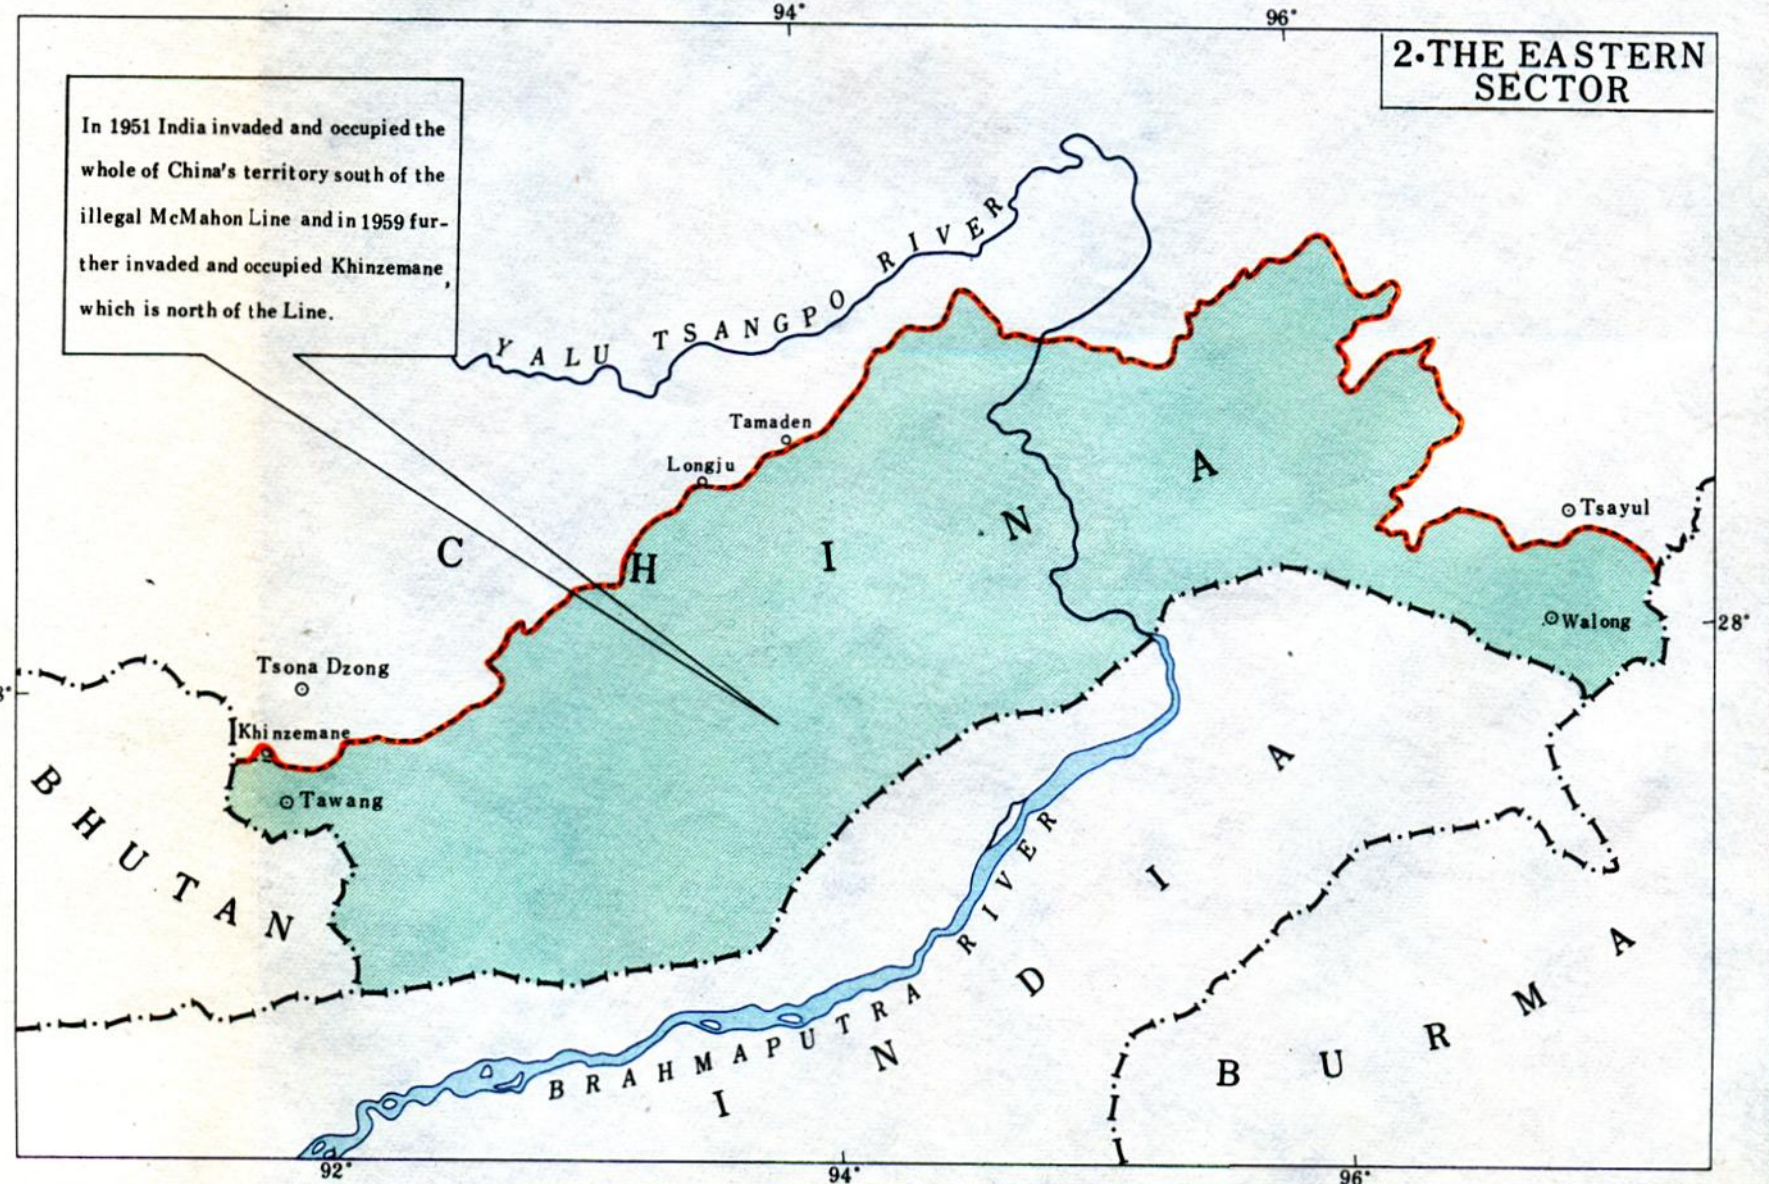 94°
96°
2·THE EASTERN
SECTOR
In 1951 India invaded and occupied the
whole of China's territory south of the
illegal McMahon Line and in 1959 fur-
ther invaded and occupied Khinzemane,
which is north of the Line.
YALU TSANGPO RIVER
Tamaden
Longju
CHINA
Tsayul
Walong
28°
Tsona Dzong
Khinzemane
Tawang
BHUTAN
BRAHMAPUTRA RIVER
INDIA
BURMA
92°
94°
96°